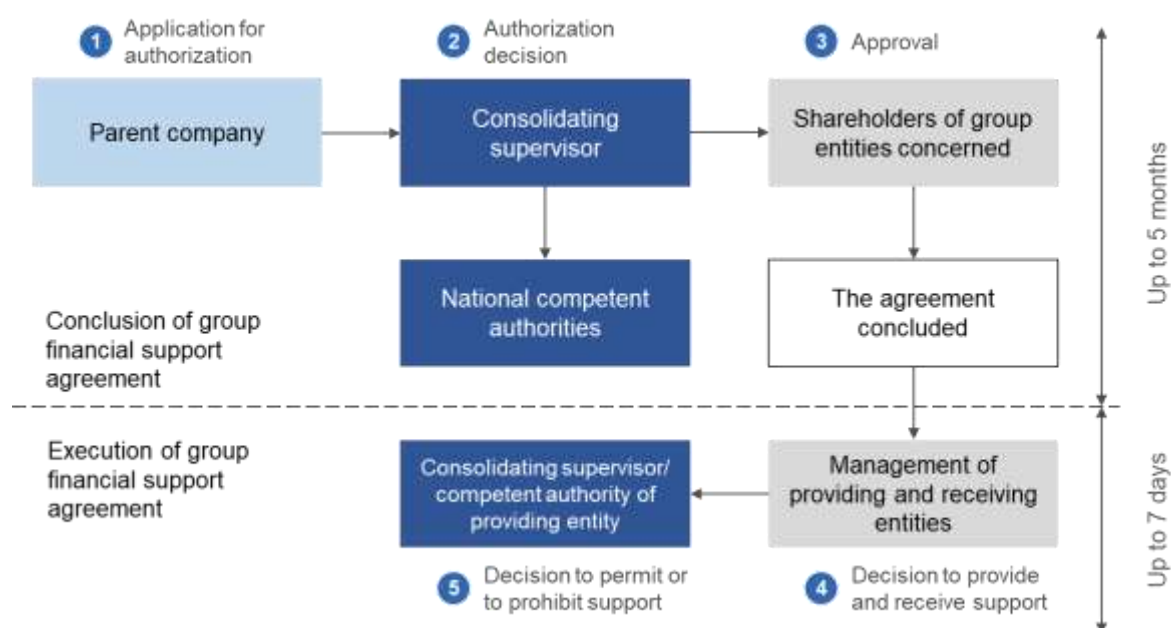 1
Application for
authorization
2
Authorization
decision
3
Approval
Parent company
Consolidating
supervisor
Shareholders of group
entities concerned
Up to 5 months
National competent
authorities
The agreement
concluded
Conclusion of group
financial support
agreement
Execution of group
financial support
agreement
Consolidating supervisor/
competent authority of
providing entity
Management of
providing and receiving
entities
Up to 7 days
5
Decision to permit or
to prohibit support
4
Decision to provide
and receive support